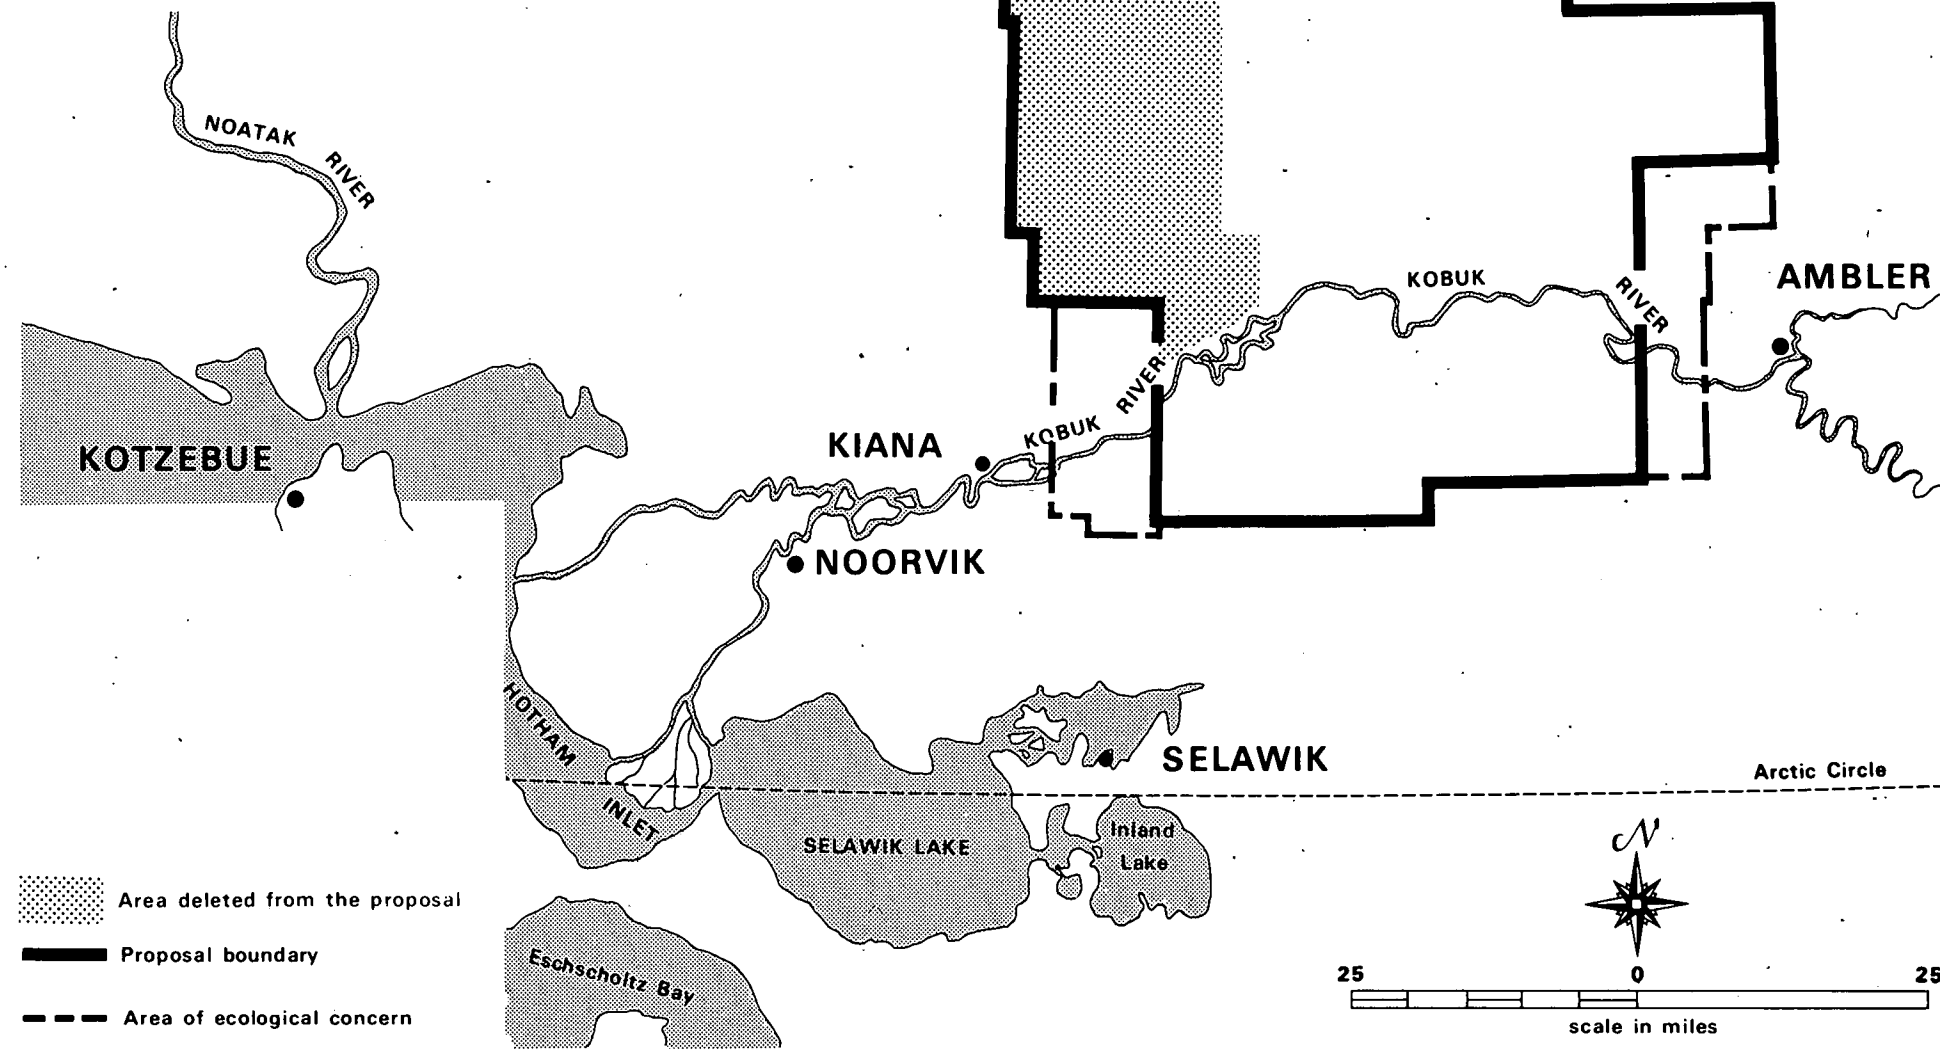 NOATAK
RIVER
KOBUK
RIVER
AMBLER
RIVER
KOBUK
KIANA
KOTZEBUE
NOORVIK
HOTHAM
INLET
SELAWIK
Arctic Circle
SELAWIK LAKE
Inland
Lake
N
Area deleted from the proposal
Proposal boundary
Eschscholtz Bay
Area of ecological concern
25 0 25
scale in miles